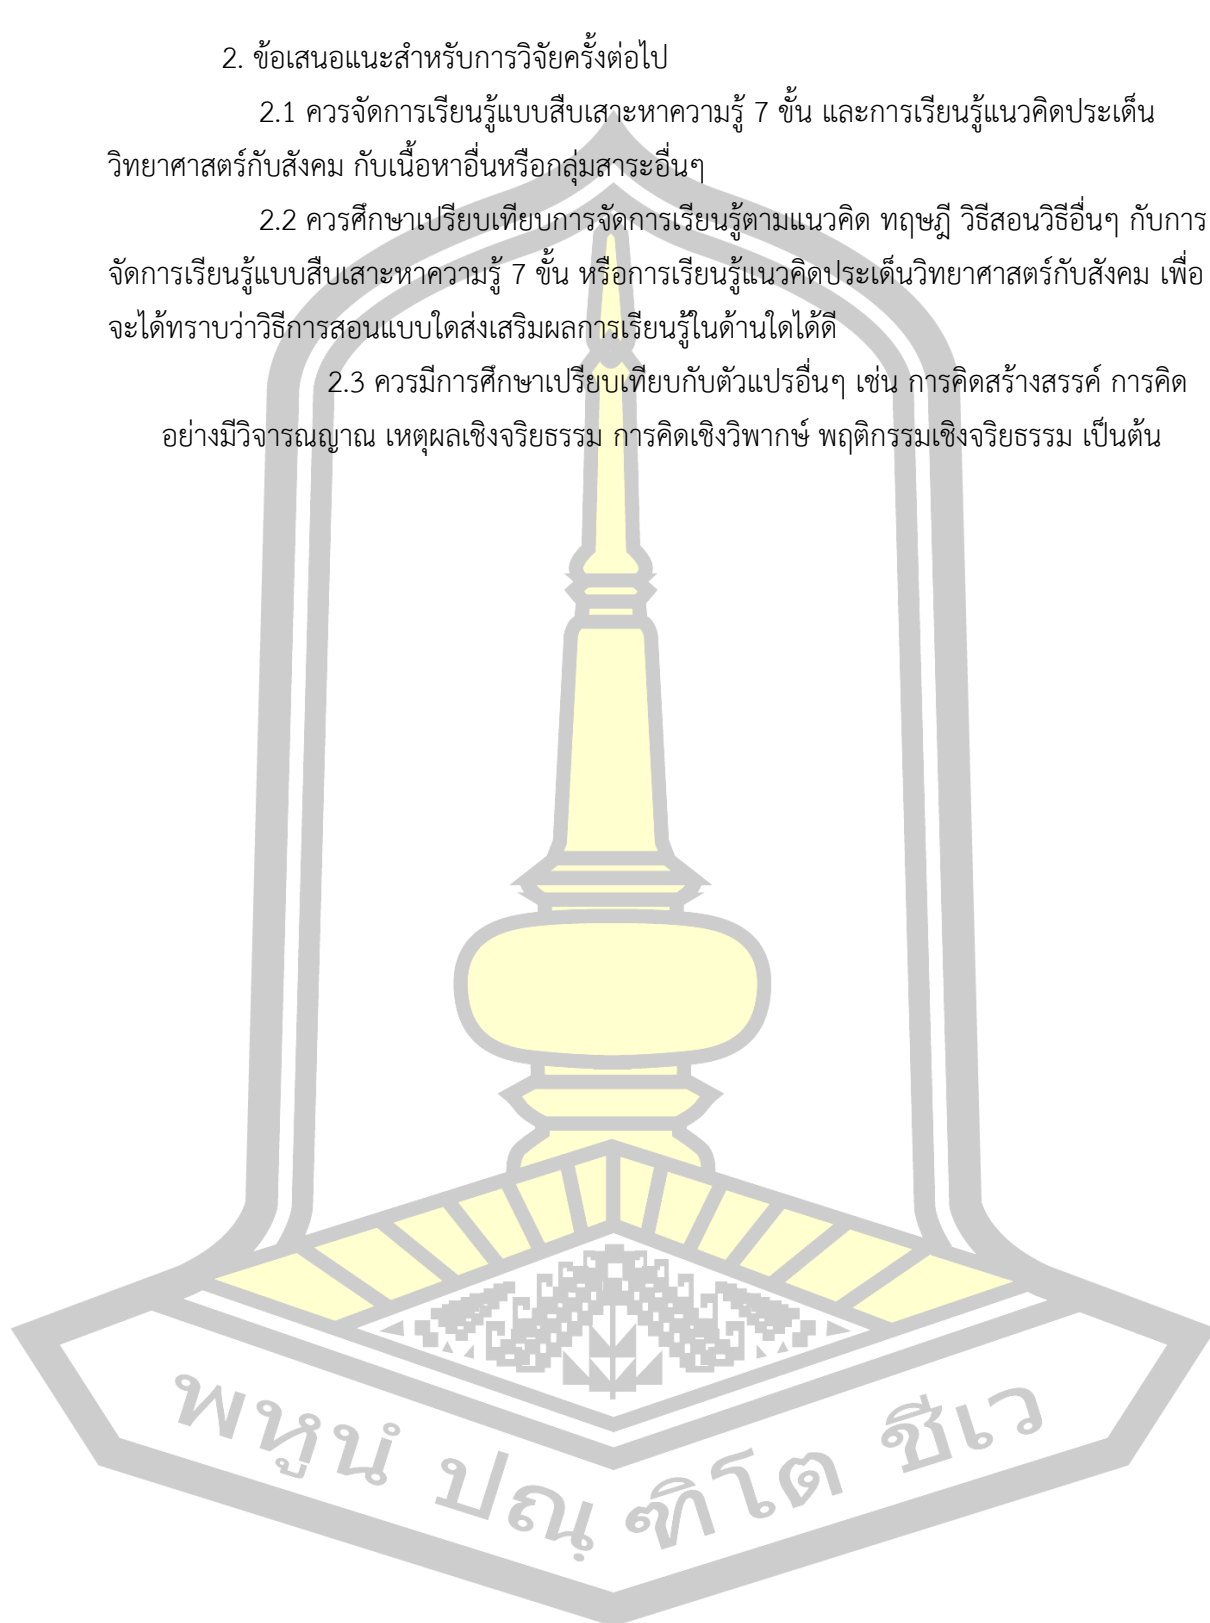 2. ข้อเสนอแนะสำหรับการวิจัยครั้งต่อไป
2.1 ควรจัดการเรียนรู้แบบสืบเสาะหาความรู้ 7 ขั้น และการเรียนรู้แนวคิดประเด็น
วิทยาศาสตร์กับสังคม กับเนื้อหาอื่นหรือกลุ่มสาระอื่นๆ
2.2 ควรศึกษาเปรียบเทียบการจัดการเรียนรู้ตามแนวคิด ทฤษฎี วิธีสอนวิธีอื่นๆ กับการ
จัดการเรียนรู้แบบสืบเสาะหาความรู้ 7 ขั้น หรือการเรียนรู้แนวคิดประเด็นวิทยาศาสตร์กับสังคม เพื่อ
จะได้ทราบว่าวิธีการสอนแบบใดส่งเสริมผลการเรียนรู้ในด้านใดได้ดี
2.3 ควรมีการศึกษาเปรียบเทียบกับตัวแปรอื่นๆ เช่น การคิดสร้างสรรค์ การคิด
อย่างมีวิจารณญาณ เหตุผลเชิงจริยธรรม การคิดเชิงวิพากษ์ พฤติกรรมเชิงจริยธรรม เป็นต้น
พหูนํ ปณฺ ฑิโต ชีเว